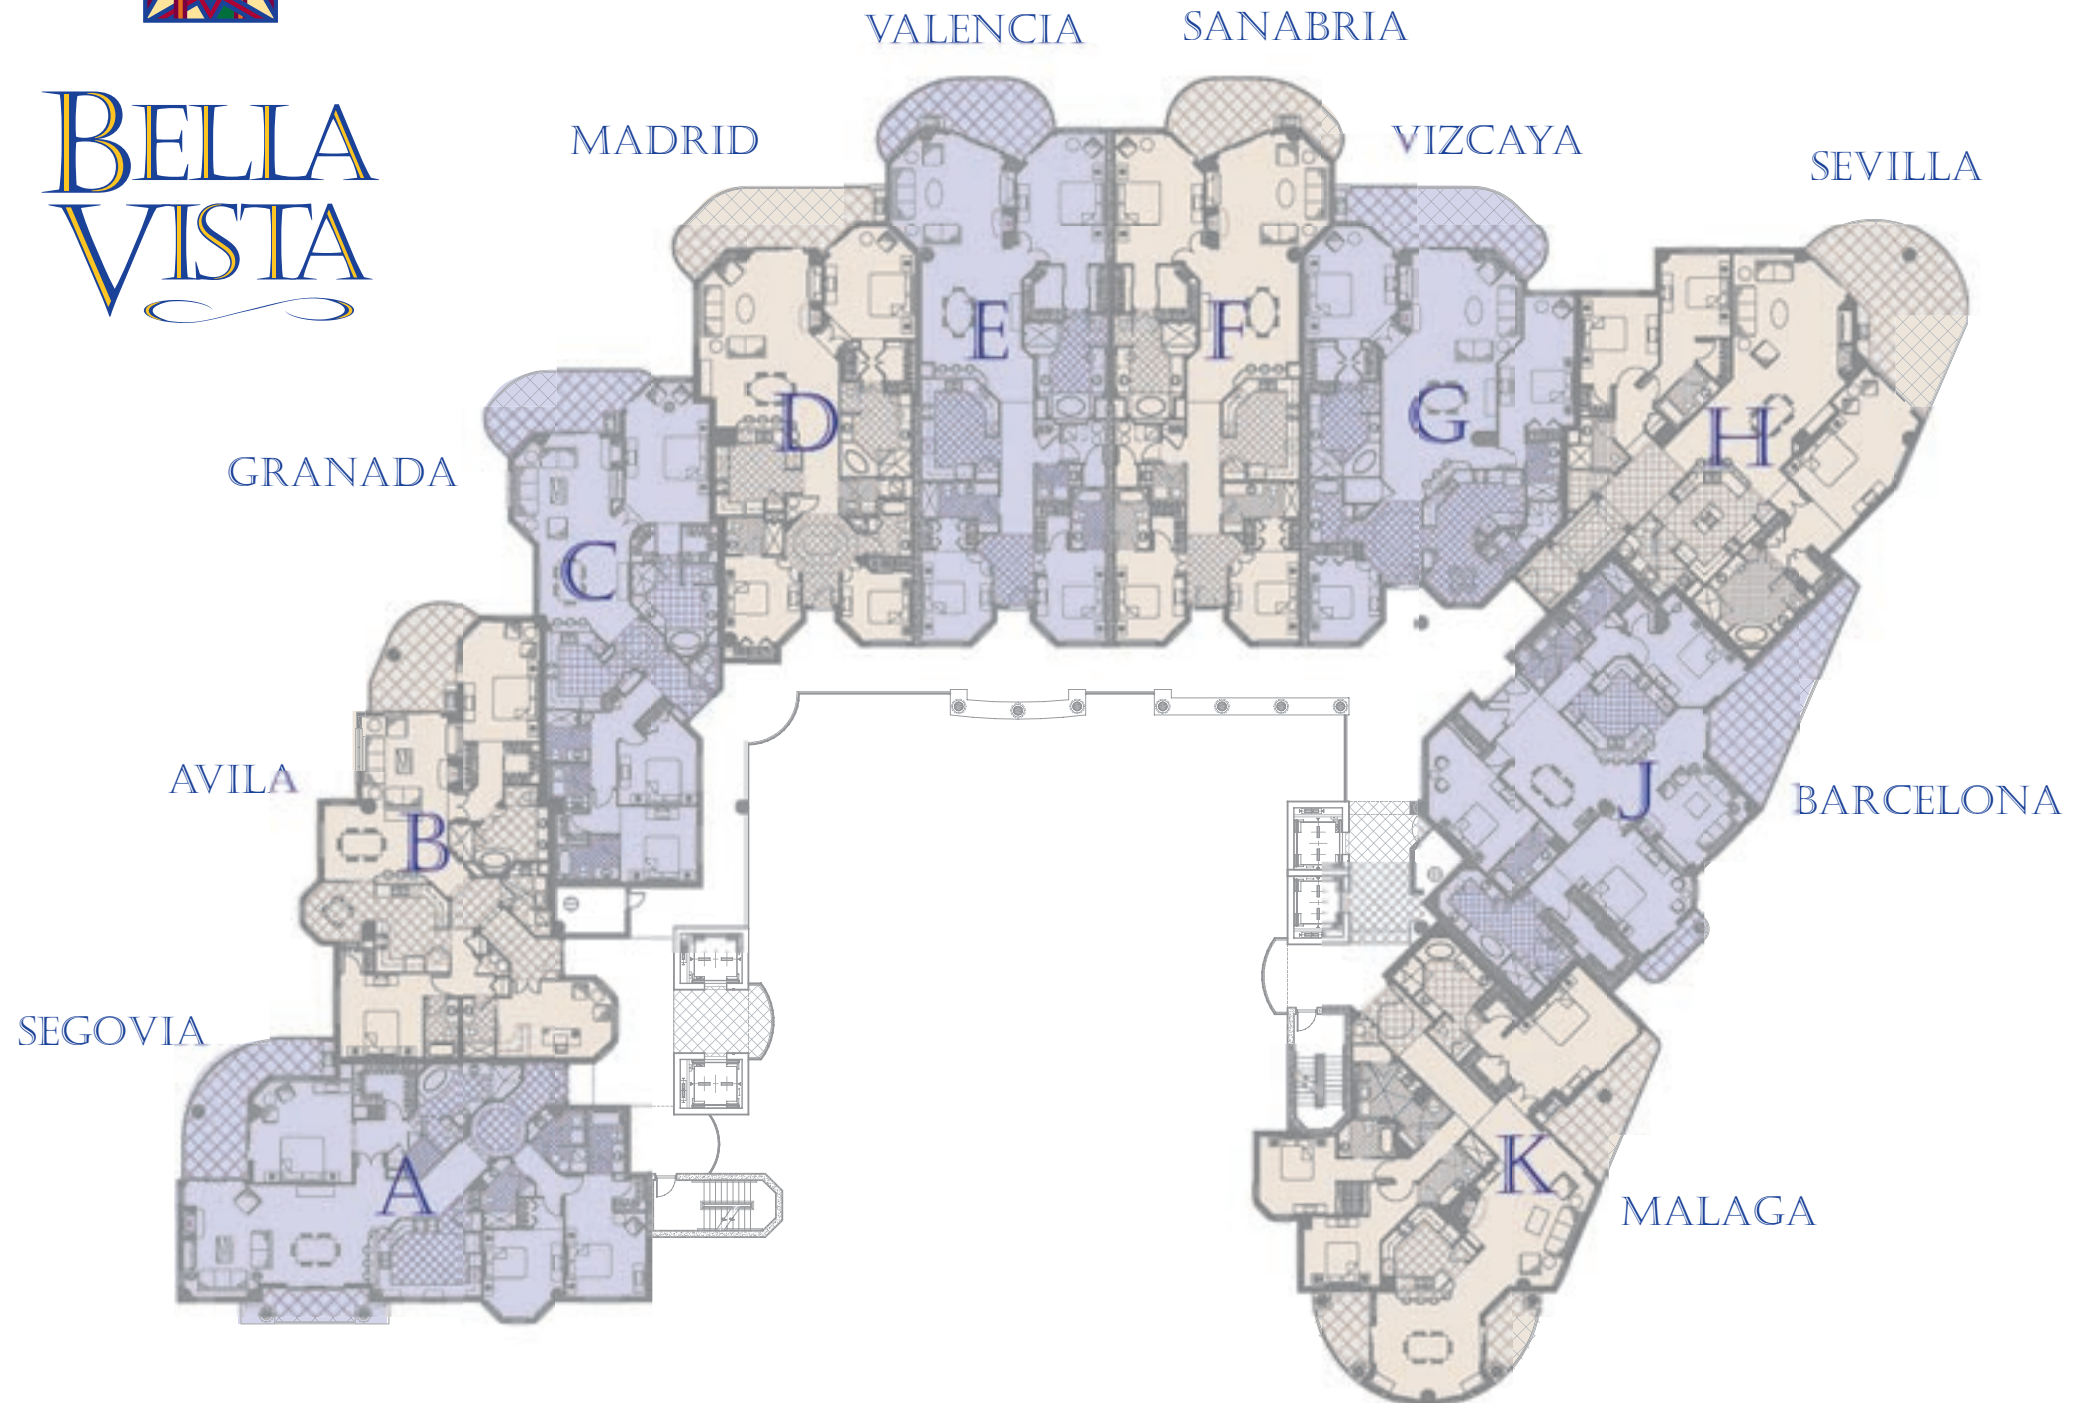 BELLA
VISTA
VALENCIA
SANABRIA
MADRID
VIZCAYA
SEVILLA
E
F
D
G
H
GRANADA
C
AVILA
B
J
BARCELONA
SEGOVIA
A
K
MALAGA